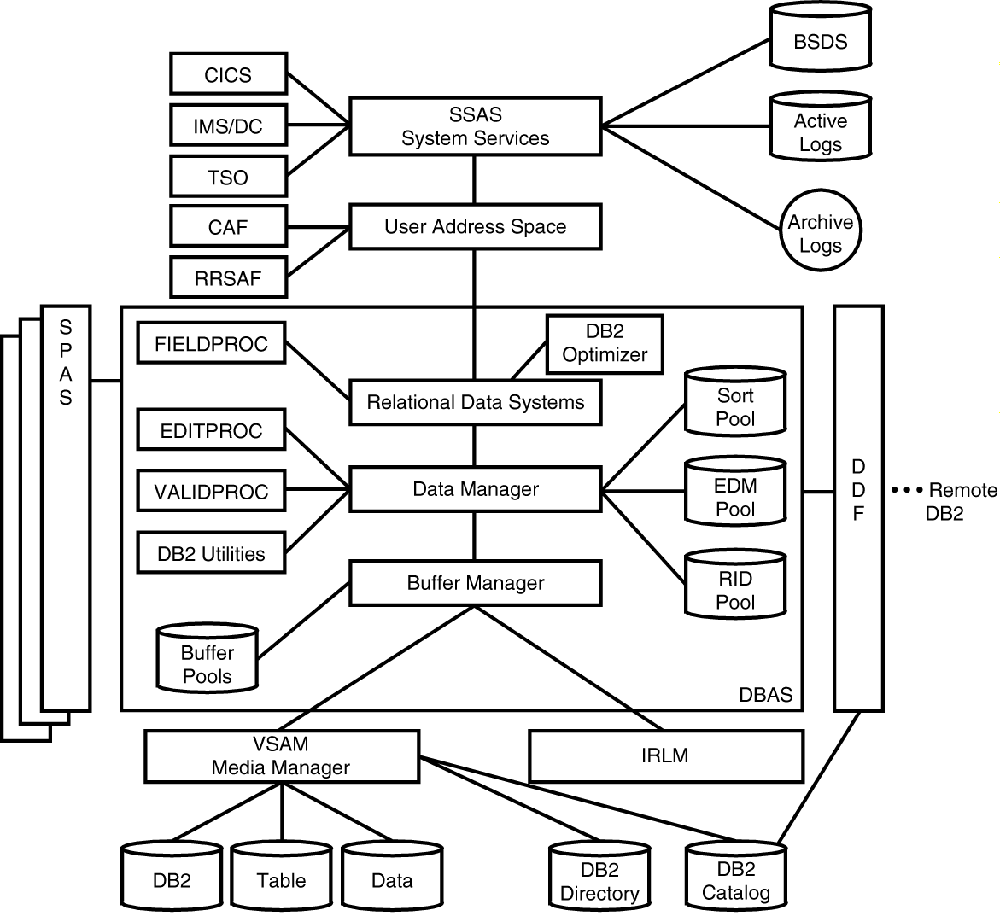 BSDS
CICS
SSAS
System Services
IMS/DC
Active
Logs
TSO
CAF
User Address Space
Archive
Logs
RRSAF
S
P
A
S
FIELDPROC
DB2
Optimizer
Relational Data Systems
Sort
Pool
EDITPROC
Data Manager
VALIDPROC
EDM
Pool
D
D
F
Remote
DB2
DB2 Utilities
Buffer Manager
RID
Pool
Buffer
Pools
DBAS
VSAM
Media Manager
IRLM
DB2
Table
Data
DB2
Directory
DB2
Catalog